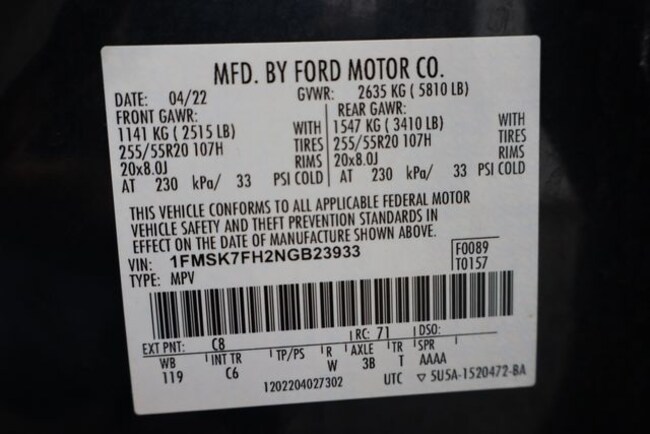 MFD. BY FORD MOTOR CO.
DATE: 04/22 GVWR: 2635 KG ( 5810 LB)
FRONT GAWR: REAR GAWR:
1141 KG ( 2515 LB) WITH 1547 KG ( 3410 LB) WITH
255/55R20 107H TIRES 255/55R20 107H TIRES
20x8.0J RIMS 20x8.0J RIMS
AT 230 kPa/ 33 PSI COLD AT 230 kPa/ 33 PSI COLD
THIS VEHICLE CONFORMS TO ALL APPLICABLE FEDERAL MOTOR
VEHICLE SAFETY AND THEFT PREVENTION STANDARDS IN
EFFECT ON THE DATE OF MANUFACTURE SHOWN ABOVE.
VIN: 1FMSK7FH2NGB23933 F0089
TYPE: MPV T0157
EXT PNT: C8 RC: 71 DSO:
WB INT TR TP/PS R AXLE TR SPR
119 C6 W 3B T AAAA
1202204027302 UTC ▽ 5U5A-1520472-BA